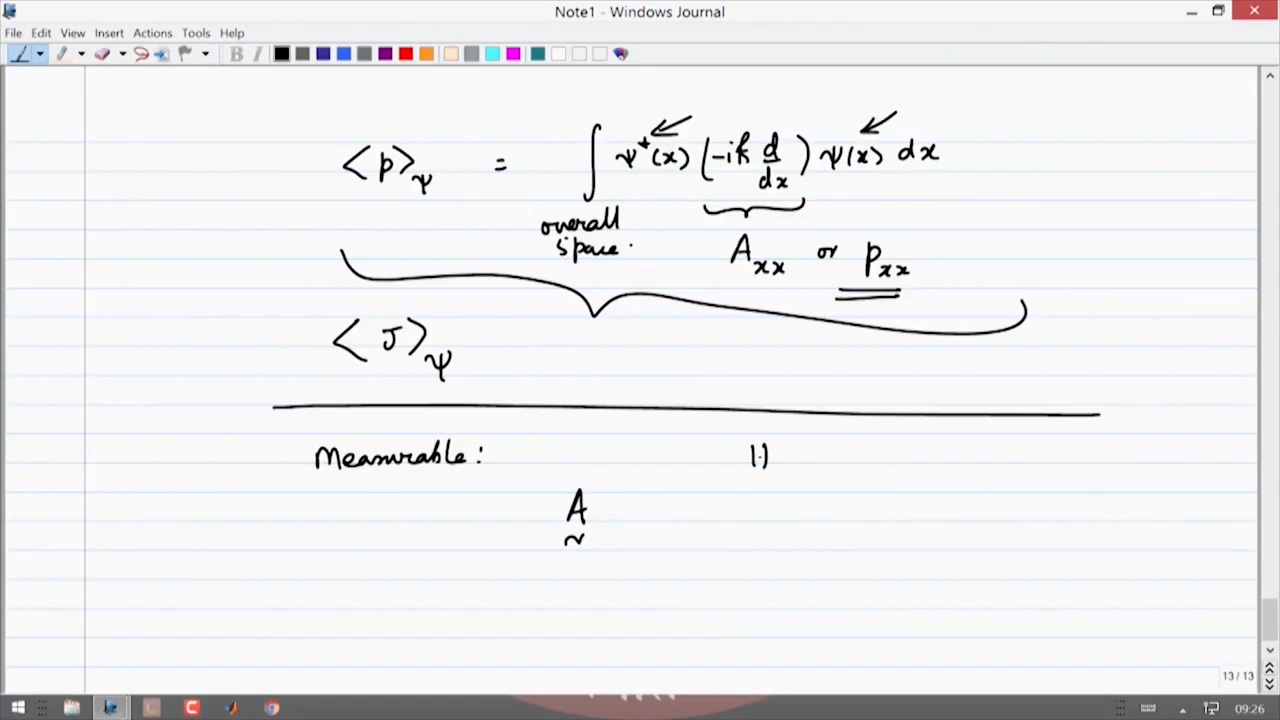 Note1 - Windows Journal
File Edit View Insert Actions Tools Help
B I
<p>ψ = ∫ ψ*(x) (-iħ d/dx) ψ(x) dx
overall
space.
Axx or pxx
<J>ψ
Measurable:
A
~
13 / 13
09:26